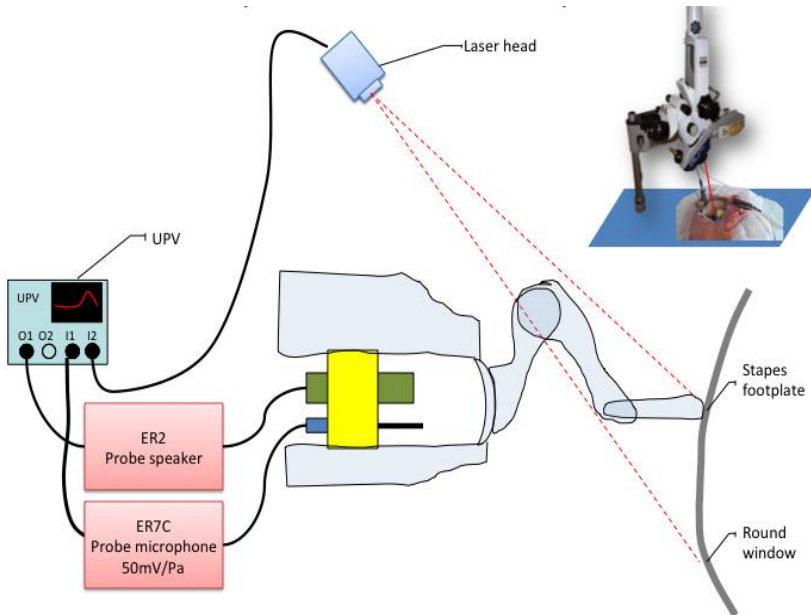 Laser head
UPV
UPV
O1 O2 I1 I2
ER2
Probe speaker
ER7C
Probe microphone
50mV/Pa
Stapes
footplate
Round
window